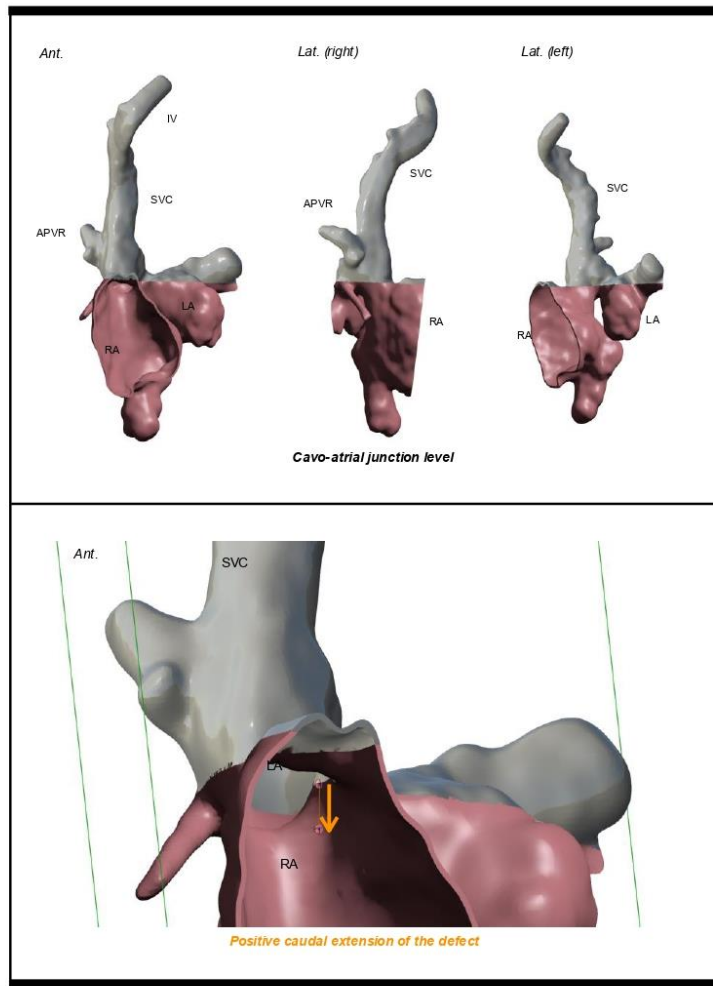 Ant.
Lat. (right)
Lat. (left)
IV
SVC
SVC
SVC
APVR
APVR
LA
RA
RA
RA
LA
Cavo-atrial junction level
Ant.
SVC
LA
RA
Positive caudal extension of the defect